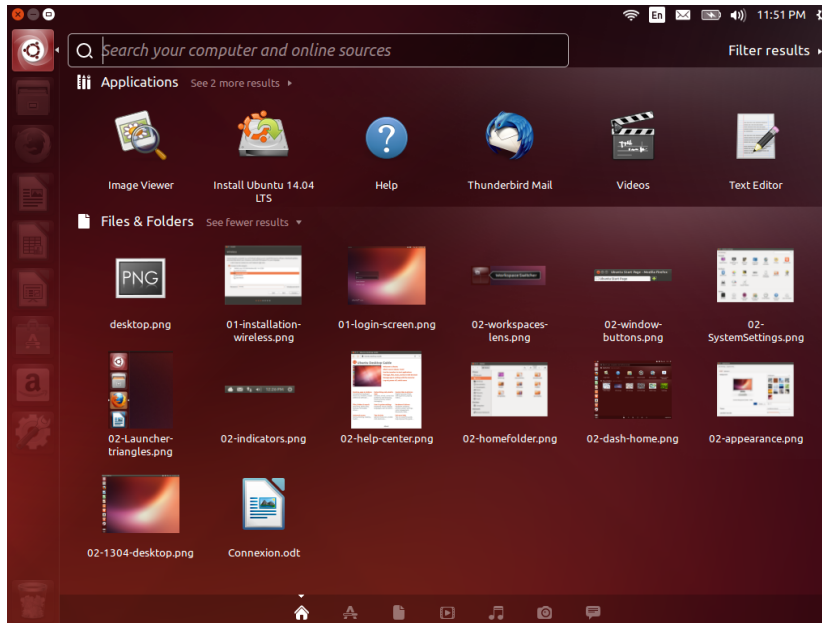 En 11:51 PM
Search your computer and online sources
Filter results
Applications See 2 more results
Image Viewer
Install Ubuntu 14.04
LTS
Help
Thunderbird Mail
Videos
Text Editor
Files & Folders See fewer results
PNG
desktop.png
01-installation-
wireless.png
01-login-screen.png
02-workspaces-
lens.png
02-window-
buttons.png
02-
SystemSettings.png
02-Launcher-
triangles.png
02-indicators.png
02-help-center.png
02-homefolder.png
02-dash-home.png
02-appearance.png
02-1304-desktop.png
Connexion.odt